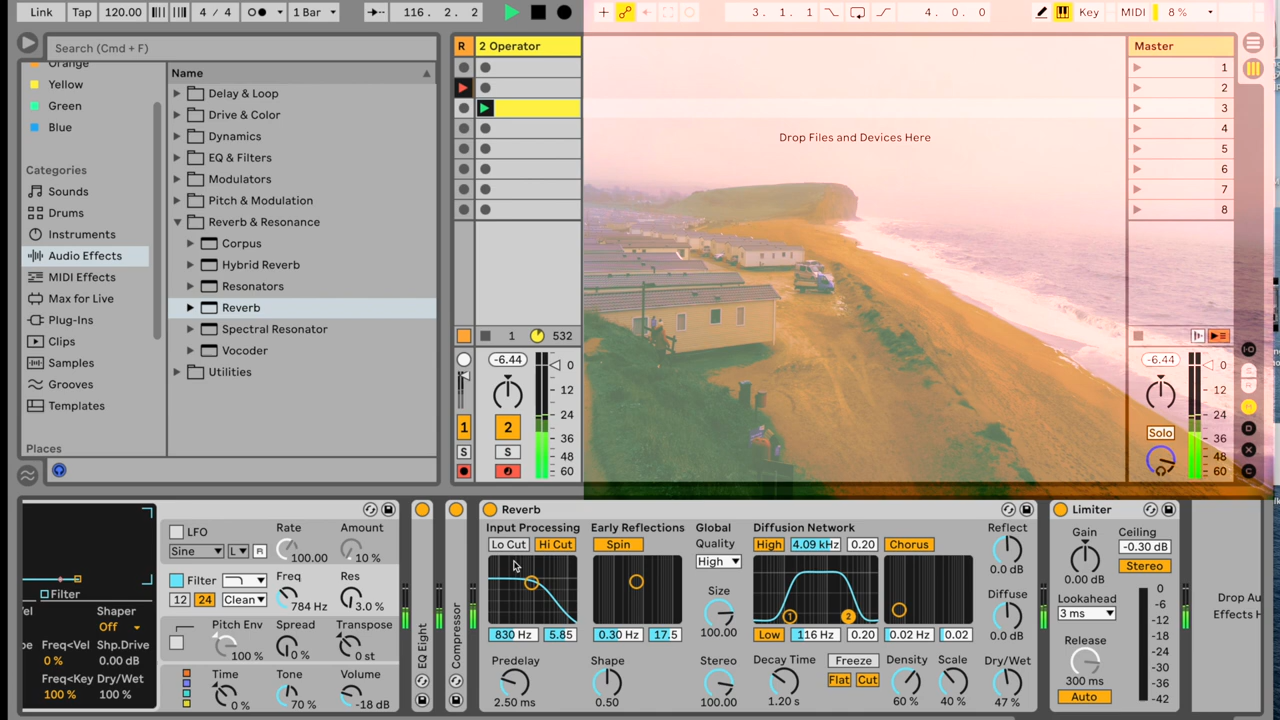 Link Tap 120.00 4 / 4 1 Bar 116 . 2 . 2 3 . 1 . 1 4 . 0 . 0 Key MIDI 8 %
Search (Cmd + F)
Orange
Yellow
Green
Blue
Categories
Sounds
Drums
Instruments
Audio Effects
MIDI Effects
Max for Live
Plug-Ins
Clips
Samples
Grooves
Templates
Places
Name
Delay & Loop
Drive & Color
Dynamics
EQ & Filters
Modulators
Pitch & Modulation
Reverb & Resonance
Corpus
Hybrid Reverb
Resonators
Reverb
Spectral Resonator
Vocoder
Utilities
R 2 Operator
1 532
-6.44
0
12
24
36
48
60
1 2
S S
Drop Files and Devices Here
Master
1
2
3
4
5
6
7
8
-6.44
0
12
24
36
48
60
Solo
LFO Rate Amount
Sine L R 100.00 10 %
Filter Freq Res
12 24 Clean 784 Hz 3.0 %
Pitch Env Spread Transpose
100 % 0 % 0 st
Time Tone Volume
0 % 70 % -18 dB
Filter
Shaper
Off
Freq<Vel Shp.Drive
0 % 0.00 dB
Freq<Key Dry/Wet
100 % 100 %
EQ Eight
Compressor
Reverb
Input Processing Early Reflections Global Diffusion Network Reflect
Lo Cut Hi Cut Spin Quality High 4.09 kHz 0.20 Chorus
High 0.0 dB
Size Diffuse
100.00 0.0 dB
1 2
830 Hz 5.85 0.30 Hz 17.5 Low 116 Hz 0.20 0.02 Hz 0.02
Predelay Shape Stereo Decay Time Freeze Density Scale Dry/Wet
Flat Cut
2.50 ms 0.50 100.00 1.20 s 60 % 40 % 47 %
Limiter
Gain Ceiling
-0.30 dB
0.00 dB Stereo
Lookahead
3 ms
Release
300 ms
Auto
0
-6
-12
-18
-24
-30
-36
-42
Drop Au
Effects H